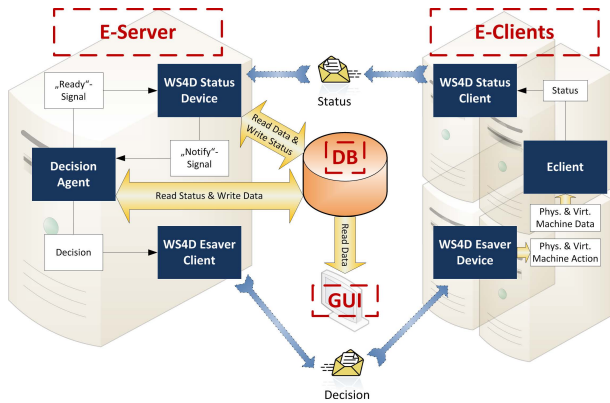 E-Server
E-Clients
„Ready"-
Signal
WS4D Status
Device
Status
WS4D Status
Client
Status
Read Data &
Write Status
„Notify"-
Signal
DB
Decision
Agent
Eclient
Read Status & Write Data
Phys. & Virt.
Machine Data
Read Data
Decision
WS4D Esaver
Client
WS4D Esaver
Device
Phys. & Virt.
Machine Action
GUI
Decision